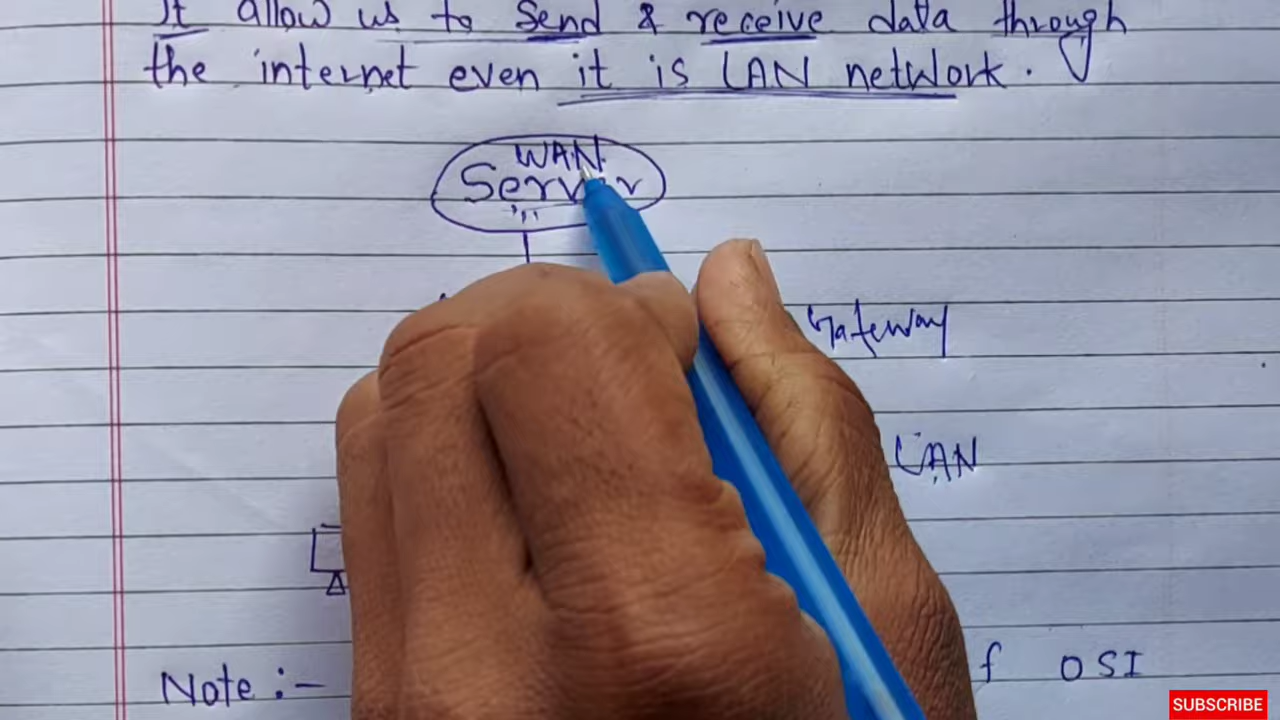 It allow us to send & receive data through
the internet even it is LAN network.
WAN
Server
Gateway
LAN
Note :- f OSI
SUBSCRIBE